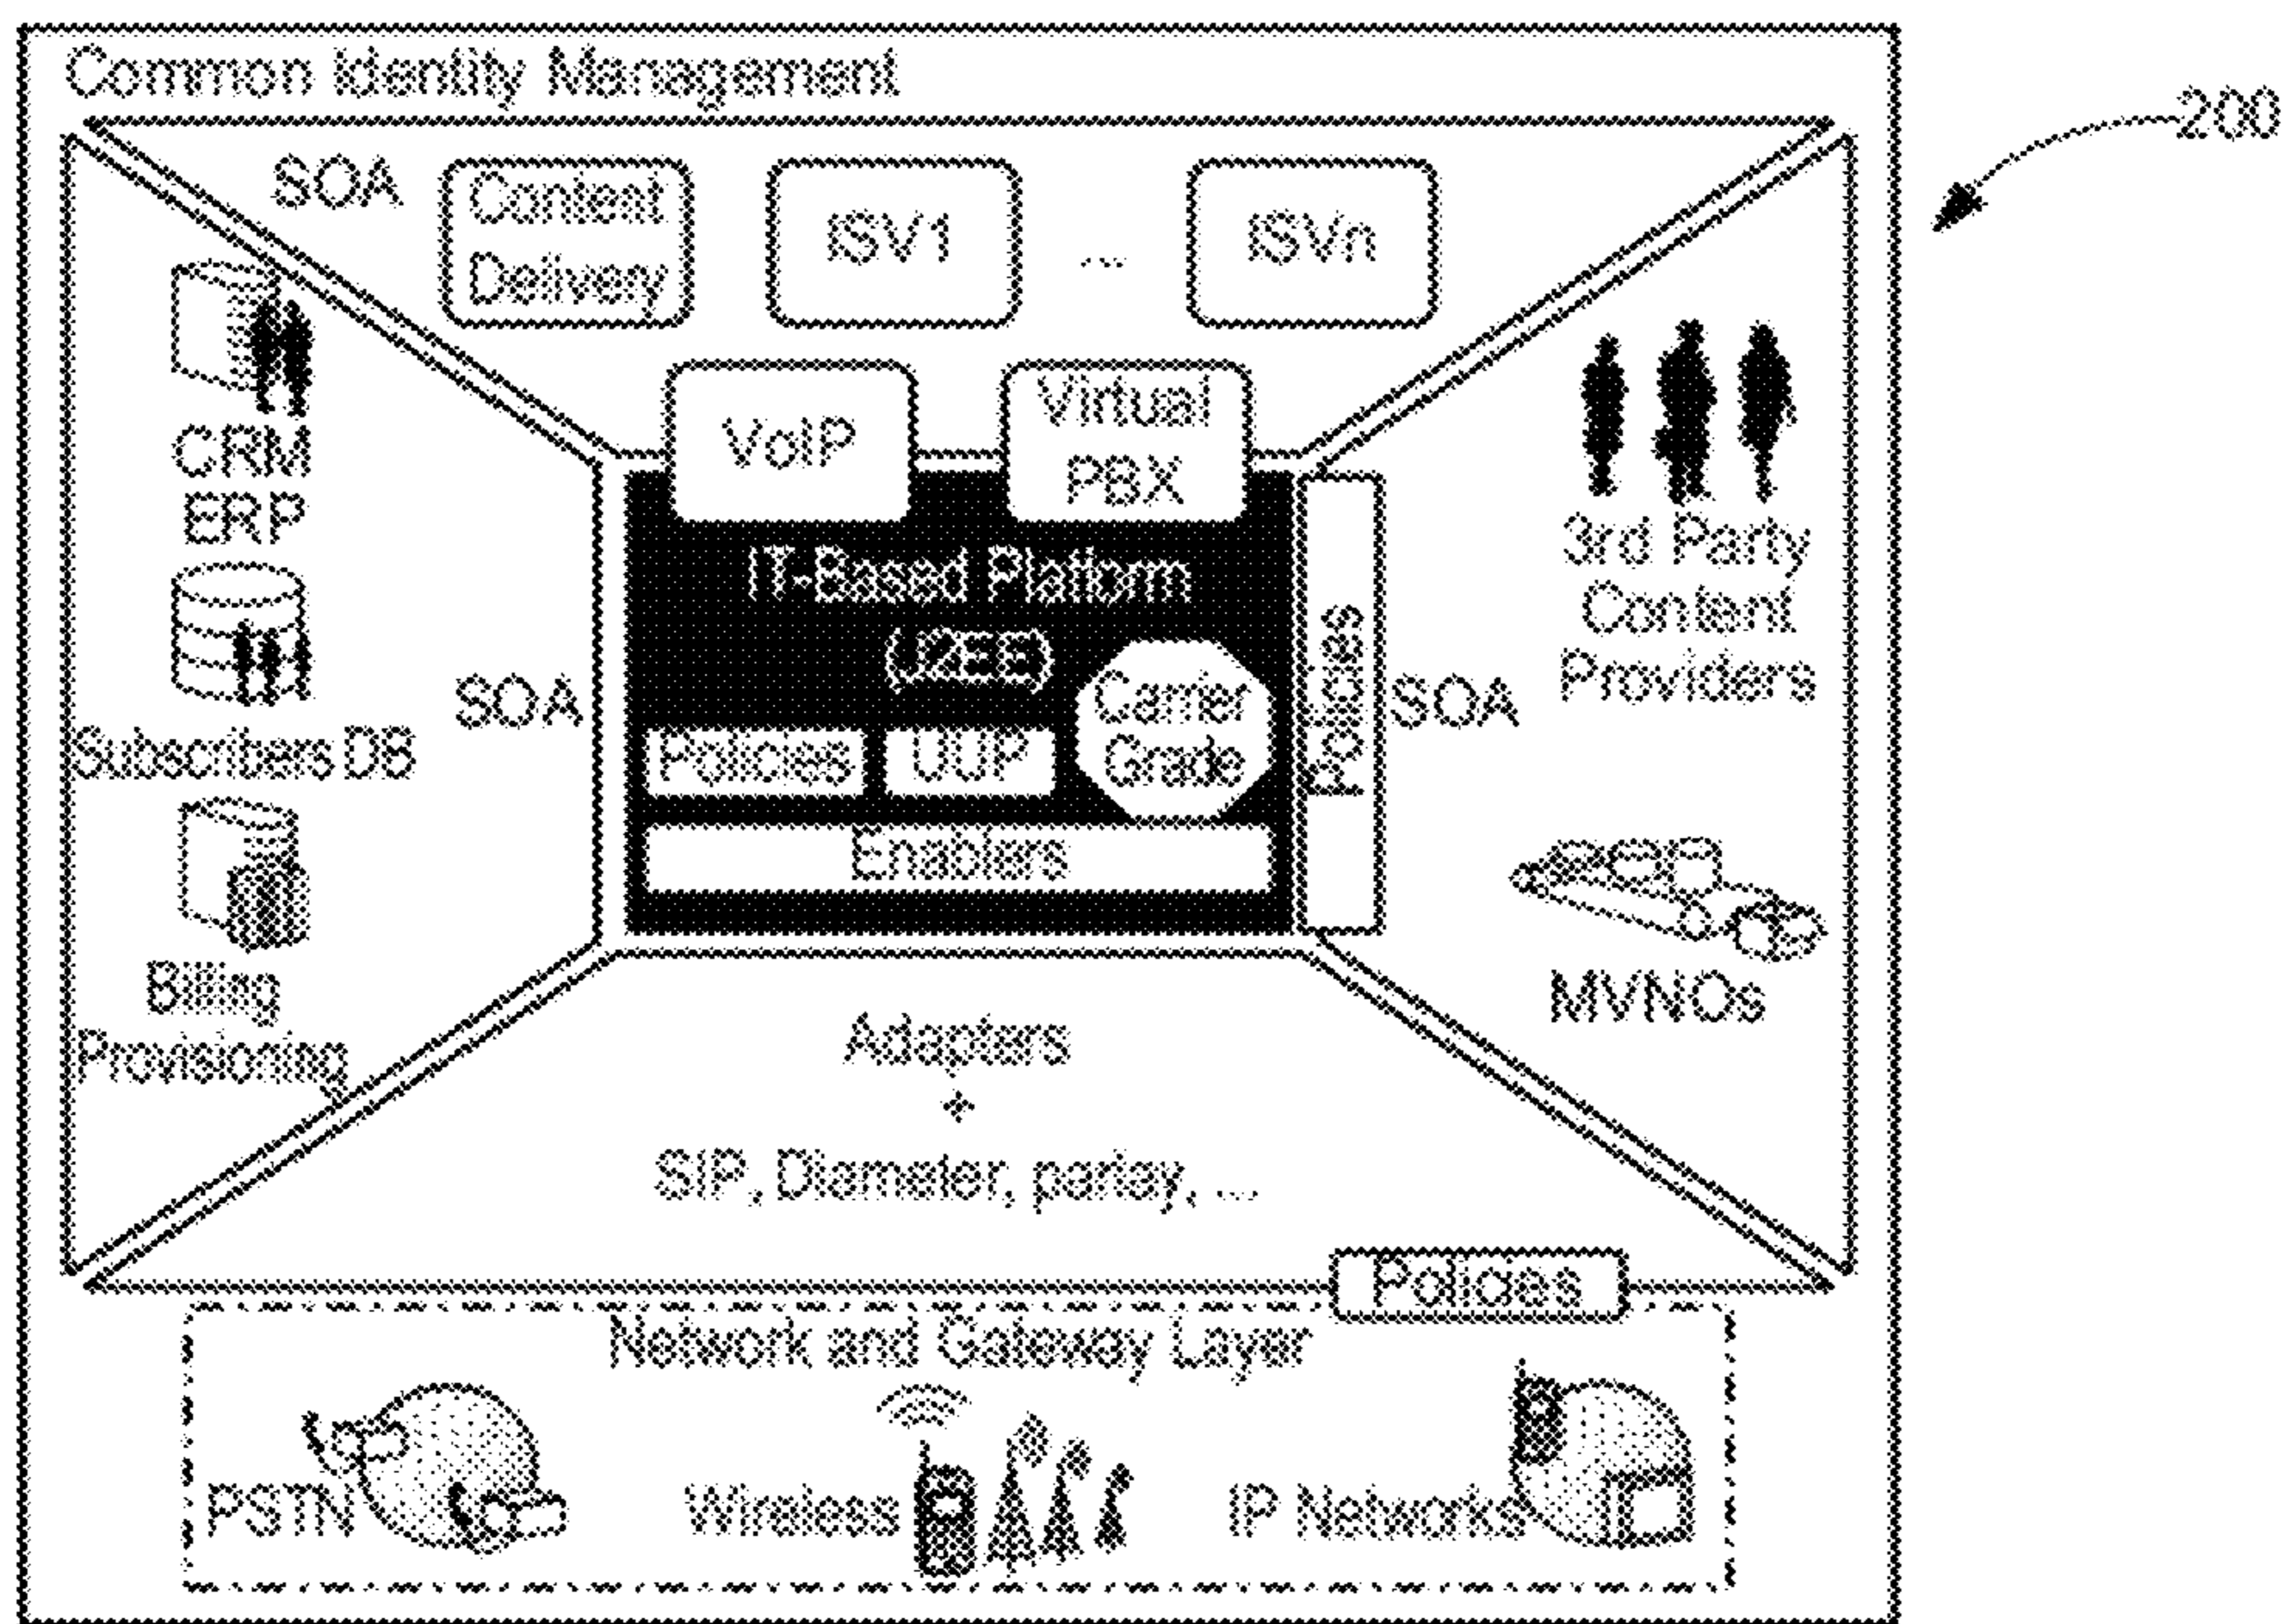 Common Identity Management
200
SOA
Content
Delivery
ISV1
...
ISVn
VoIP
Virtual
PBX
CRM
ERP
Subscribers DB
Billing
Provisioning
SOA
IT-Based Platform
(J2EE)
Carrier
Grade
Policies
UUP
Enablers
Policies
SOA
3rd Party
Content
Providers
MVNOs
Adapters
+
SIP, Diameter, parlay, ...
Policies
Network and Gateway Layer
PSTN
Wireless
IP Networks